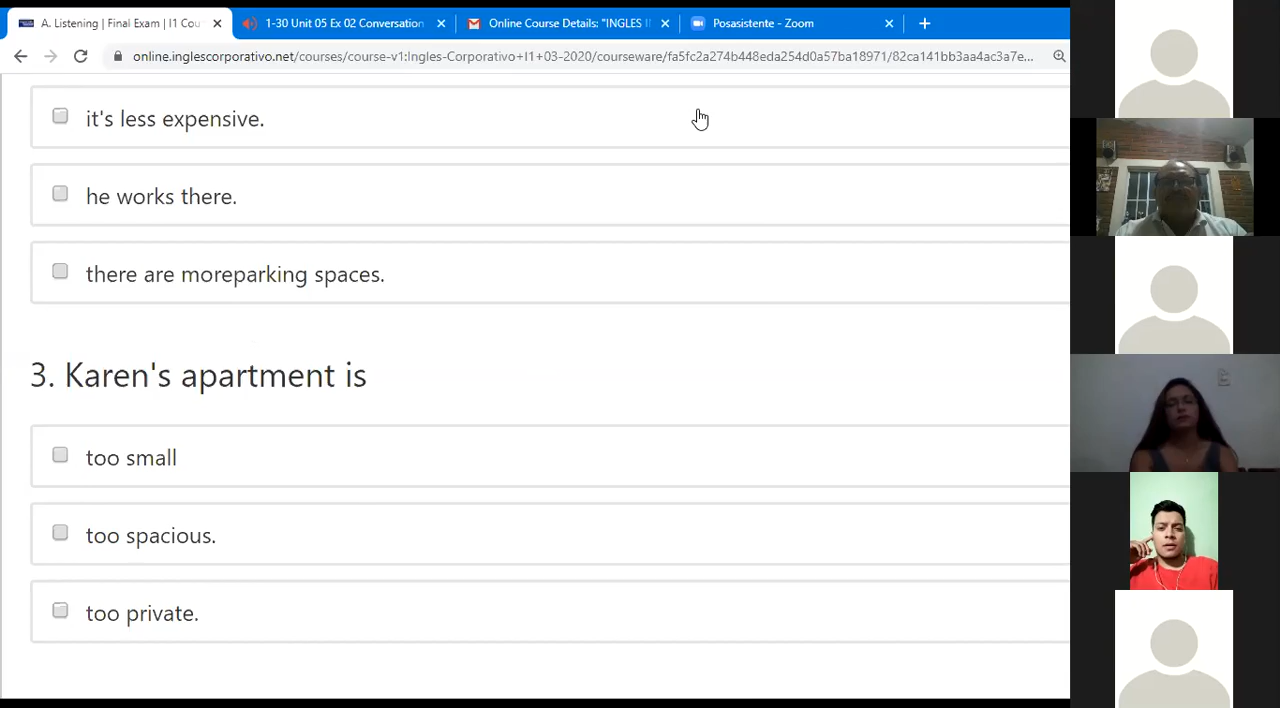 A. Listening | Final Exam | I1 Cou
1-30 Unit 05 Ex 02 Conversation
Online Course Details: "INGLES I
Posasistente - Zoom
online.inglescorporativo.net/courses/course-v1:Ingles-Corporativo+I1+03-2020/courseware/fa5fc2a274b448eda254d0a57ba18971/82ca141bb3aa4ac3a7e...
it's less expensive.
he works there.
there are moreparking spaces.
3. Karen's apartment is
too small
too spacious.
too private.